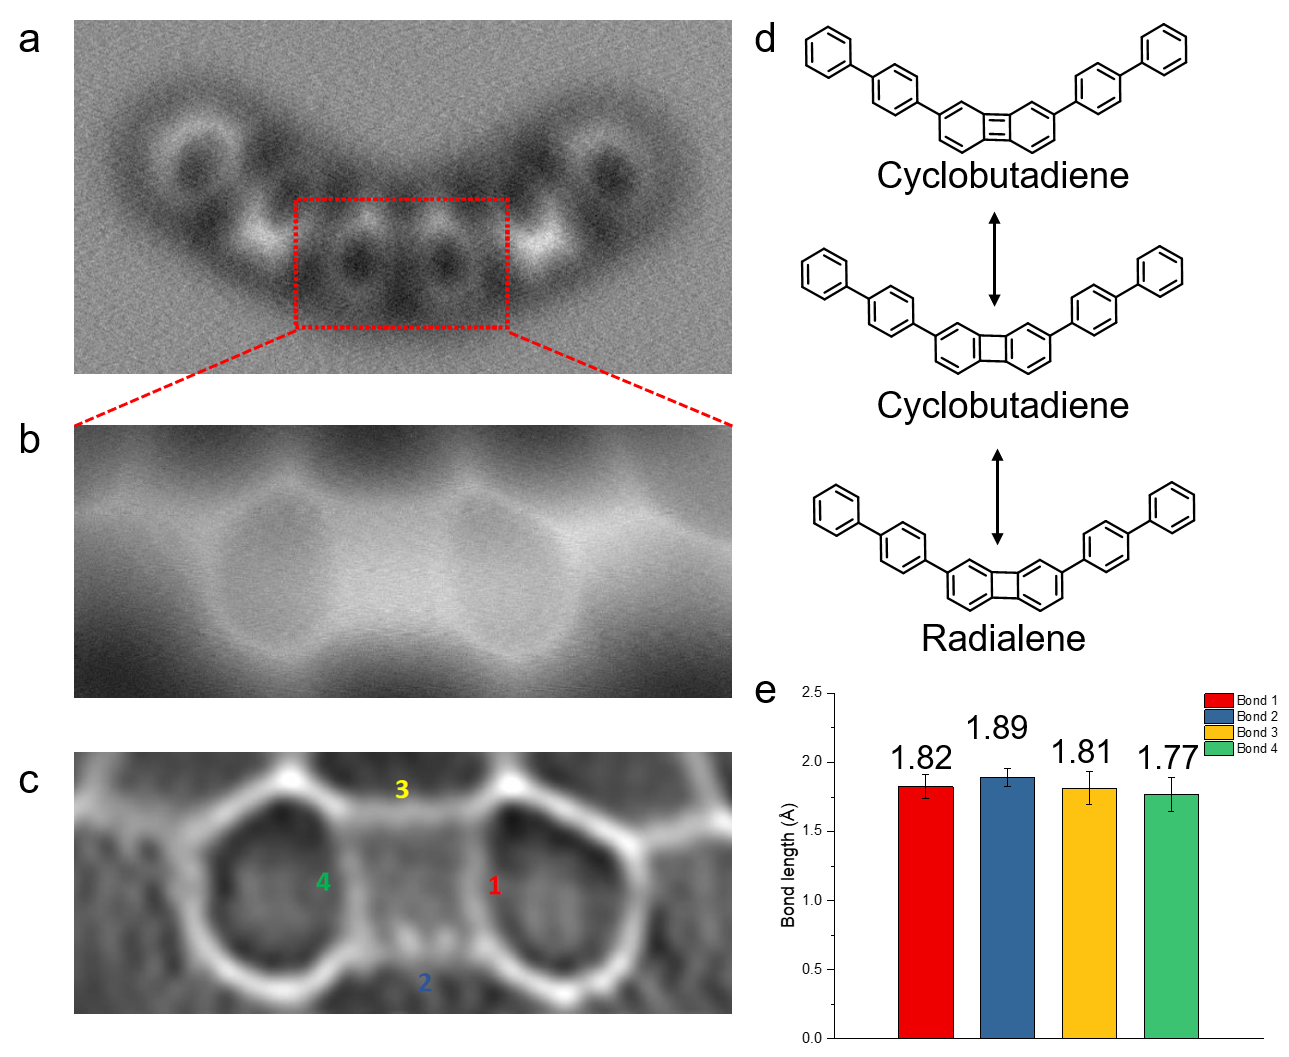 a
b
c
3
4
1
2
d
Cyclobutadiene
Cyclobutadiene
Radialene
e
Bond length (Å)
2.5
2.0
1.5
1.0
0.5
0.0
1.82
1.89
1.81
1.77
Bond 1
Bond 2
Bond 3
Bond 4